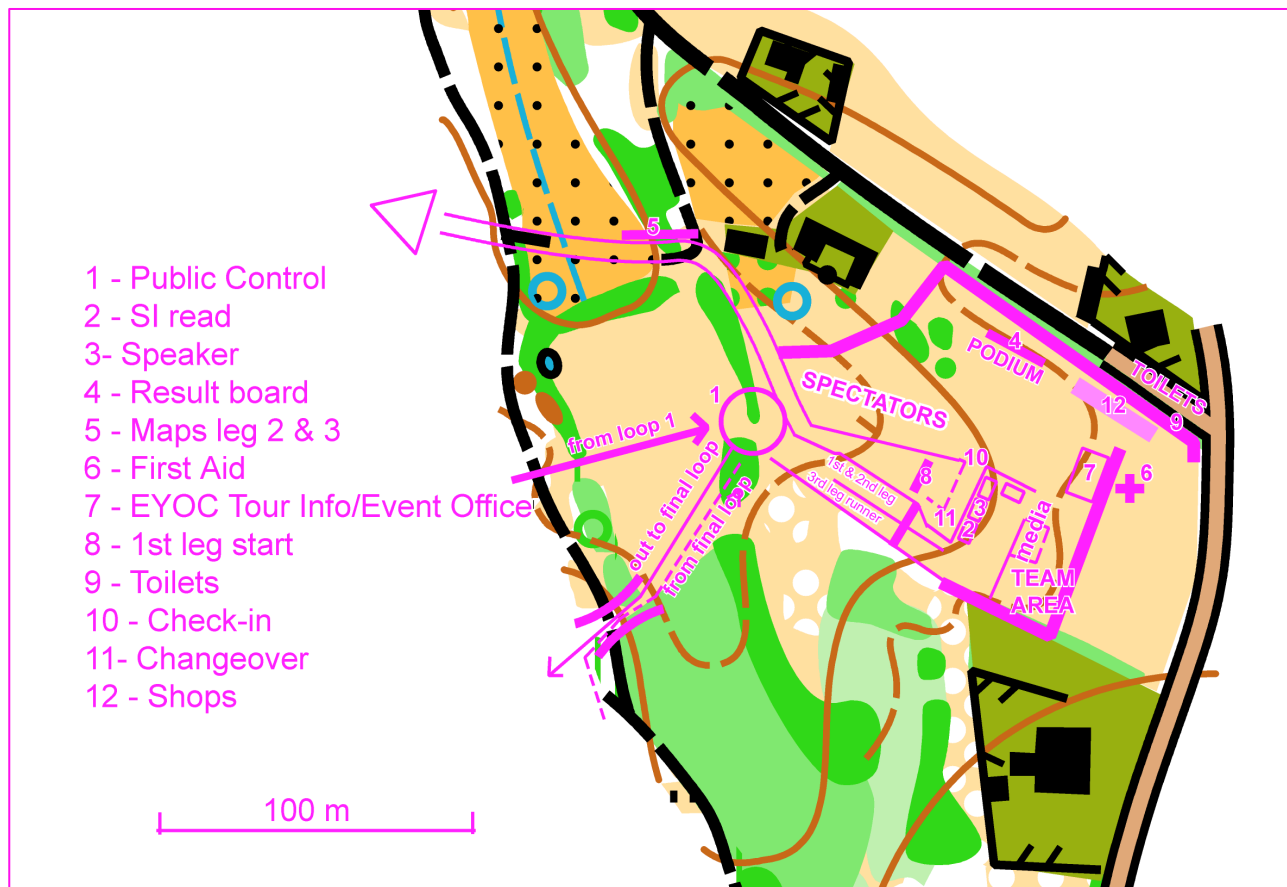 1 - Public Control
2 - SI read
3- Speaker
4 - Result board
5 - Maps leg 2 & 3
6 - First Aid
7 - EYOC Tour Info/Event Office
8 - 1st leg start
9 - Toilets
10 - Check-in
11- Changeover
12 - Shops
100 m
5
4
PODIUM
TOILETS
12
9
SPECTATORS
1
from loop 1
out to final loop
from final loop
1st & 2nd leg
3rd leg runner
8
10
11
3
2
7
6
media
TEAM
AREA